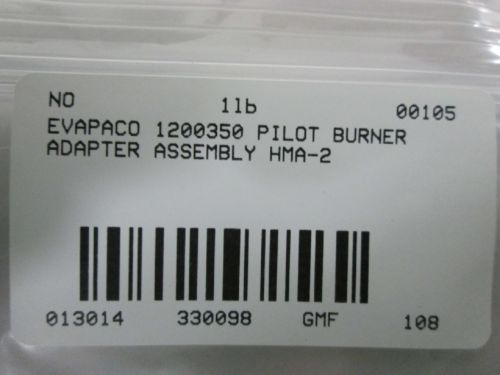 NO 1lb 00105
EVAPACO 1200350 PILOT BURNER
ADAPTER ASSEMBLY HMA-2
013014 330098 GMF 108